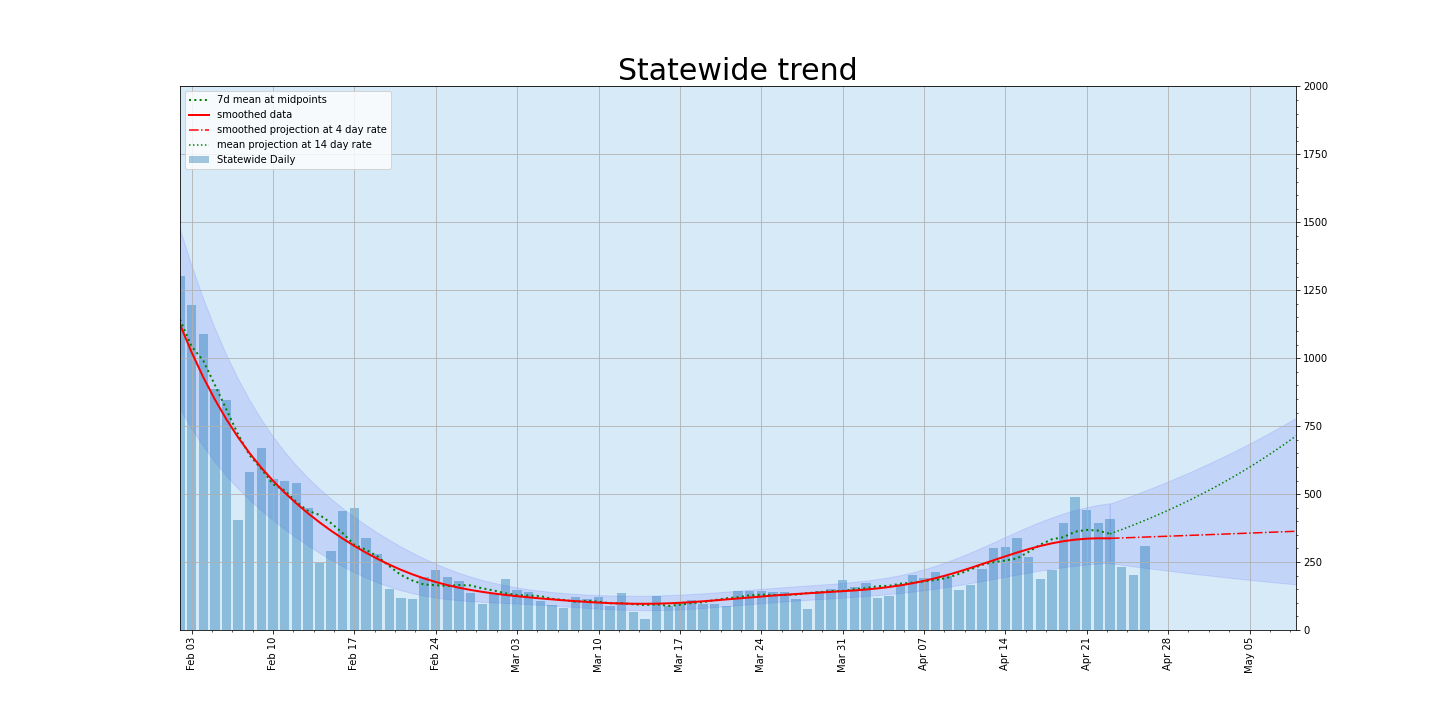 Statewide trend
7d mean at midpoints
smoothed data
smoothed projection at 4 day rate
mean projection at 14 day rate
Statewide Daily
2000
1750
1500
1250
1000
750
500
250
0
Feb 03
Feb 10
Feb 17
Feb 24
Mar 03
Mar 10
Mar 17
Mar 24
Mar 31
Apr 07
Apr 14
Apr 21
Apr 28
May 05